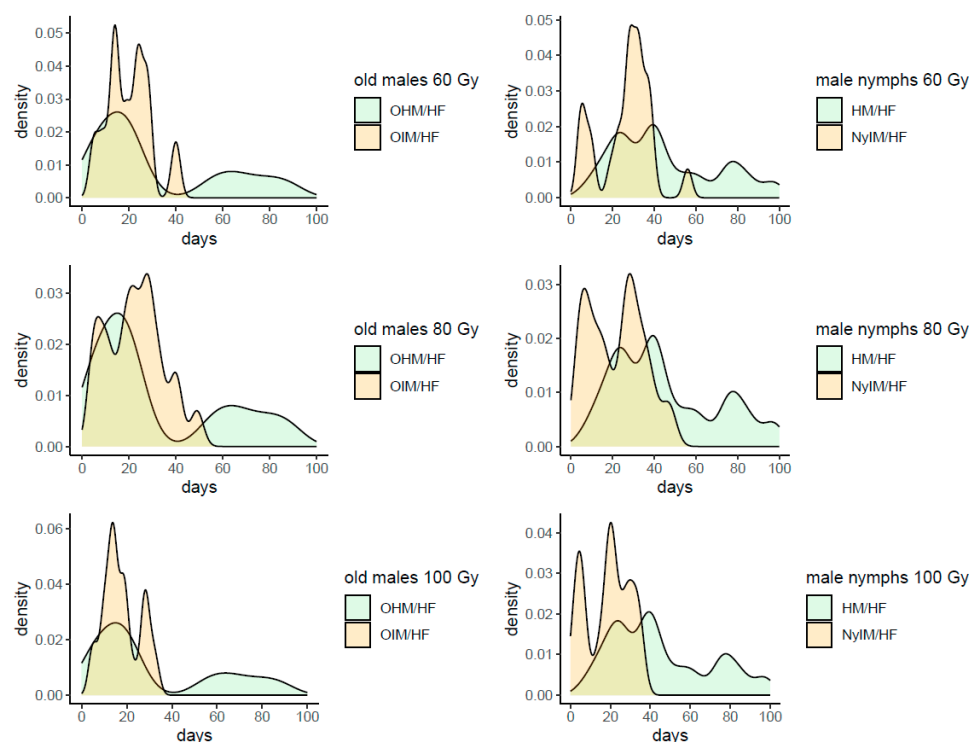 0.05
0.04
0.03
0.02
0.01
0.00
density
0 20 40 60 80 100
days
old males 60 Gy
OHM/HF
OIM/HF
0.05
0.04
0.03
0.02
0.01
0.00
density
0 20 40 60 80 100
days
male nymphs 60 Gy
HM/HF
NyIM/HF
0.03
0.02
0.01
0.00
density
0 20 40 60 80 100
days
old males 80 Gy
OHM/HF
OIM/HF
0.03
0.02
0.01
0.00
density
0 20 40 60 80 100
days
male nymphs 80 Gy
HM/HF
NyIM/HF
0.06
0.04
0.02
0.00
density
0 20 40 60 80 100
days
old males 100 Gy
OHM/HF
OIM/HF
0.04
0.03
0.02
0.01
0.00
density
0 20 40 60 80 100
days
male nymphs 100 Gy
HM/HF
NyIM/HF